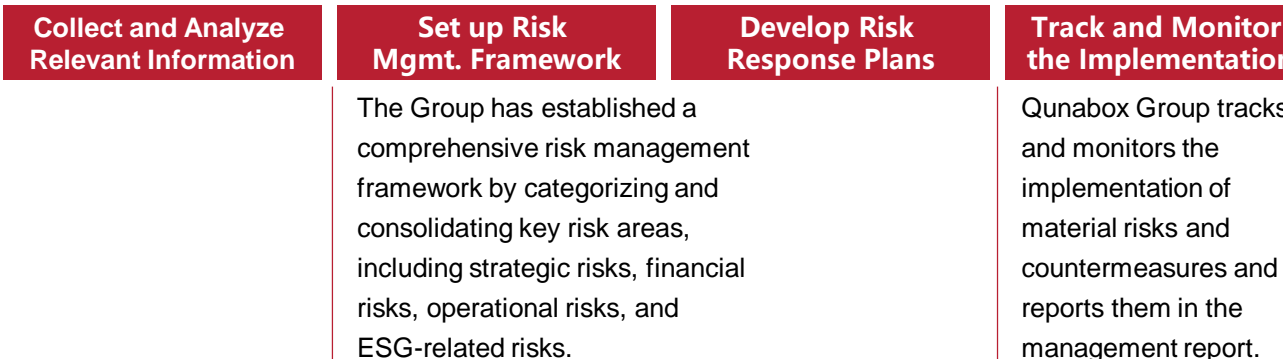 Collect and Analyze
Relevant Information
Set up Risk
Mgmt. Framework
Develop Risk
Response Plans
Track and Monitor
the Implementation
The Group has established a
comprehensive risk management
framework by categorizing and
consolidating key risk areas,
including strategic risks, financial
risks, operational risks, and
ESG-related risks.
Qunabox Group tracks
and monitors the
implementation of
material risks and
countermeasures and
reports them in the
management report.